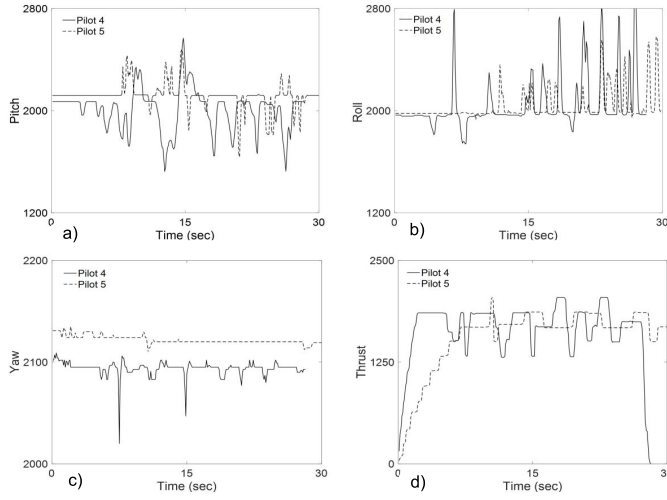 2800
Pilot 4
Pilot 5
Pitch
2000
1200
0
15
30
a)
Time (sec)
2800
Pilot 4
Pilot 5
Roll
2000
1200
0
15
30
b)
Time (sec)
2200
Pilot 4
Pilot 5
Yaw
2100
2000
0
15
30
c)
Time (sec)
2500
Pilot 4
Pilot 5
Thrust
1250
0
0
15
30
d)
Time (sec)